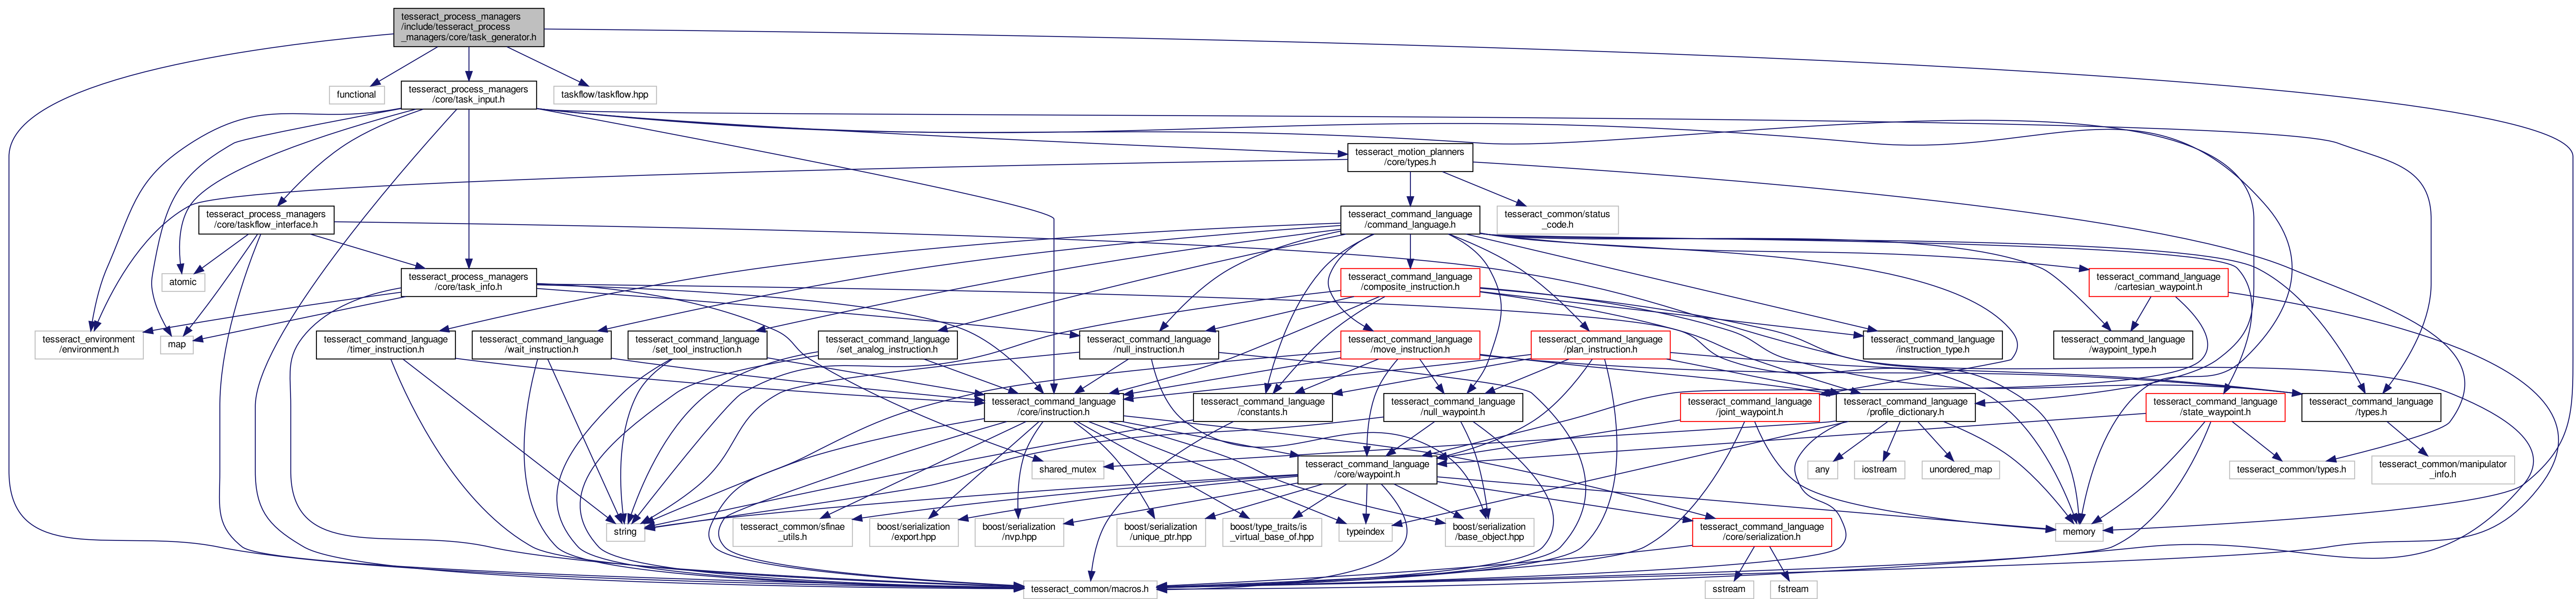 tesseract_process_managers
/include/tesseract_process
_managers/core/task_generator.h
functional
tesseract_process_managers
/core/task_input.h
taskflow/taskflow.hpp
tesseract_motion_planners
/core/types.h
tesseract_process_managers
/core/taskflow_interface.h
tesseract_command_language
/command_language.h
tesseract_common/status
_code.h
atomic
tesseract_process_managers
/core/task_info.h
tesseract_command_language
/composite_instruction.h
tesseract_command_language
/cartesian_waypoint.h
tesseract_environment
/environment.h
map
tesseract_command_language
/timer_instruction.h
tesseract_command_language
/wait_instruction.h
tesseract_command_language
/set_tool_instruction.h
tesseract_command_language
/set_analog_instruction.h
tesseract_command_language
/null_instruction.h
tesseract_command_language
/move_instruction.h
tesseract_command_language
/plan_instruction.h
tesseract_command_language
/instruction_type.h
tesseract_command_language
/waypoint_type.h
tesseract_command_language
/core/instruction.h
tesseract_command_language
/constants.h
tesseract_command_language
/null_waypoint.h
tesseract_command_language
/joint_waypoint.h
tesseract_command_language
/profile_dictionary.h
tesseract_command_language
/state_waypoint.h
tesseract_command_language
/types.h
shared_mutex
tesseract_command_language
/core/waypoint.h
any
iostream
unordered_map
tesseract_common/types.h
tesseract_common/manipulator
_info.h
string
tesseract_common/sfinae
_utils.h
boost/serialization
/export.hpp
boost/serialization
/nvp.hpp
boost/serialization
/unique_ptr.hpp
boost/type_traits/is
_virtual_base_of.hpp
typeindex
boost/serialization
/base_object.hpp
tesseract_command_language
/core/serialization.h
memory
tesseract_common/macros.h
sstream
fstream